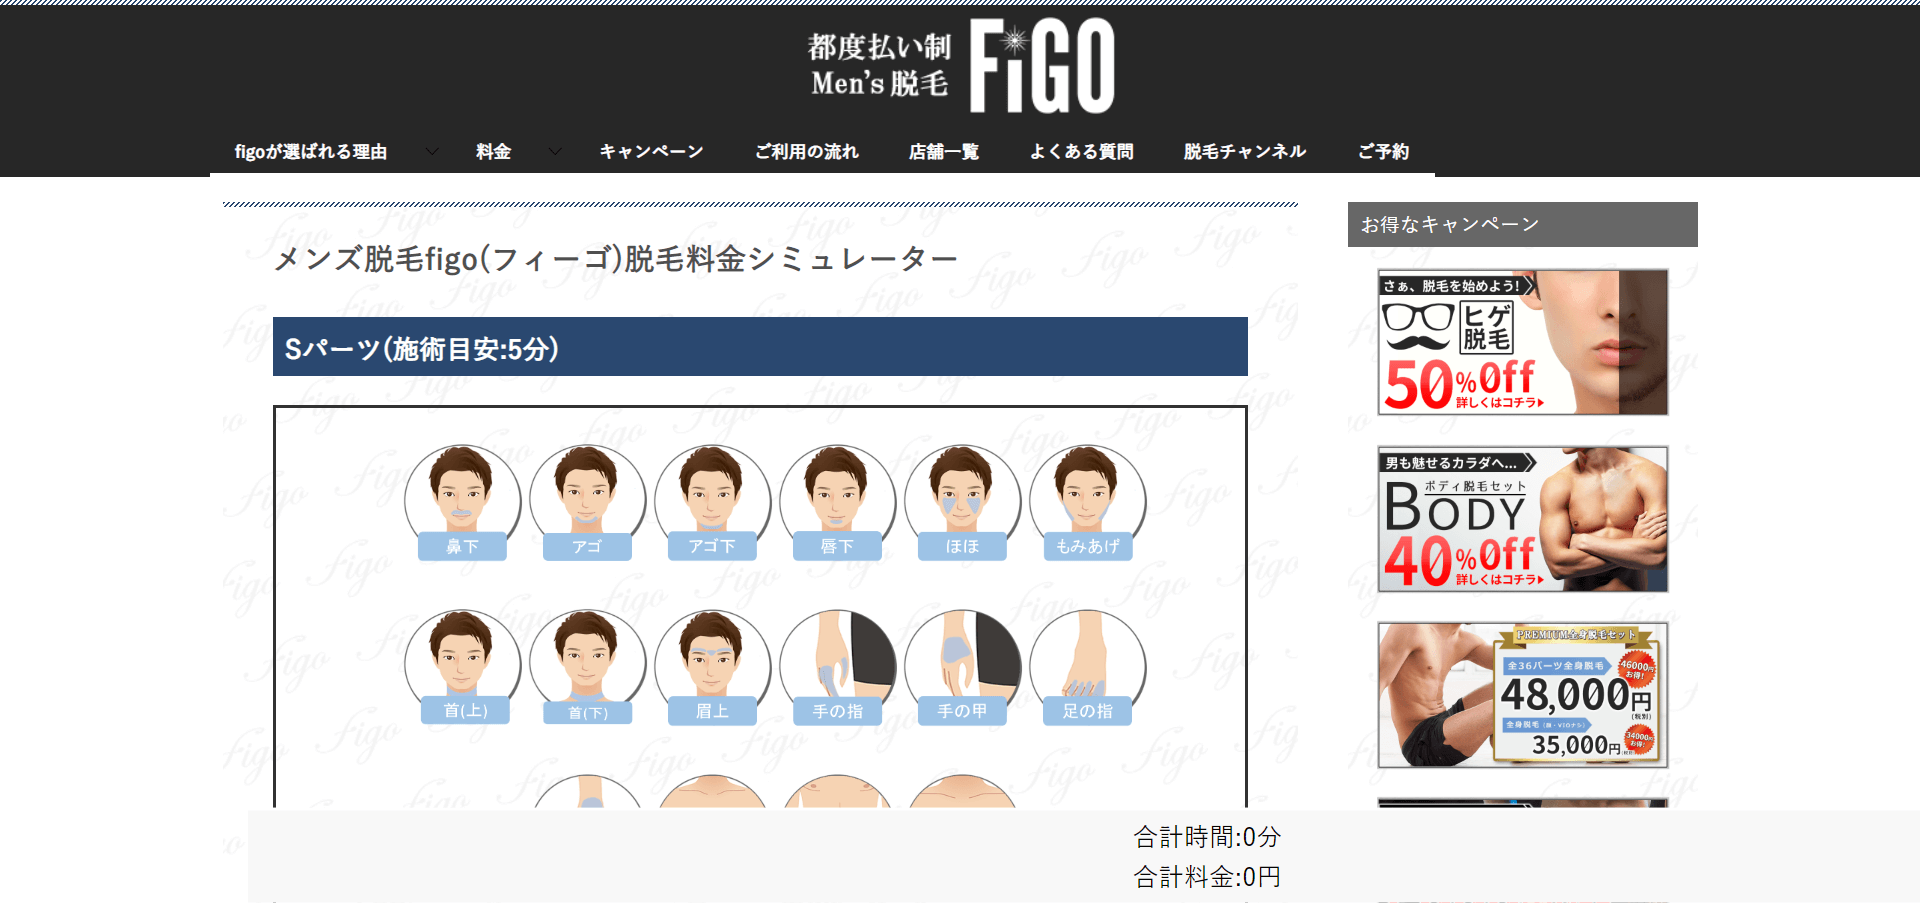 都度払い制
Men's 脱毛
FiGO
figoが選ばれる理由 料金 キャンペーン ご利用の流れ 店舗一覧 よくある質問 脱毛チャンネル ご予約
メンズ脱毛figo(フィーゴ)脱毛料金シミュレーター
Sパーツ(施術目安:5分)
鼻下 アゴ アゴ下 唇下 ほほ もみあげ
首(上) 首(下) 眉上 手の指 手の甲 足の指
合計時間:0分
合計料金:0円
お得なキャンペーン
さぁ、脱毛を始めよう!
ヒゲ
脱毛
50%Off
詳しくはコチラ
男も魅せるカラダへ...
ボディ脱毛セット
BODY
40%Off
詳しくはコチラ
PREMIUM全身脱毛セット
全36パーツ全身脱毛
46000円
お得!
48,000円
(税別)
全身脱毛(顔・VIOナシ)
34000円
お得!
35,000円